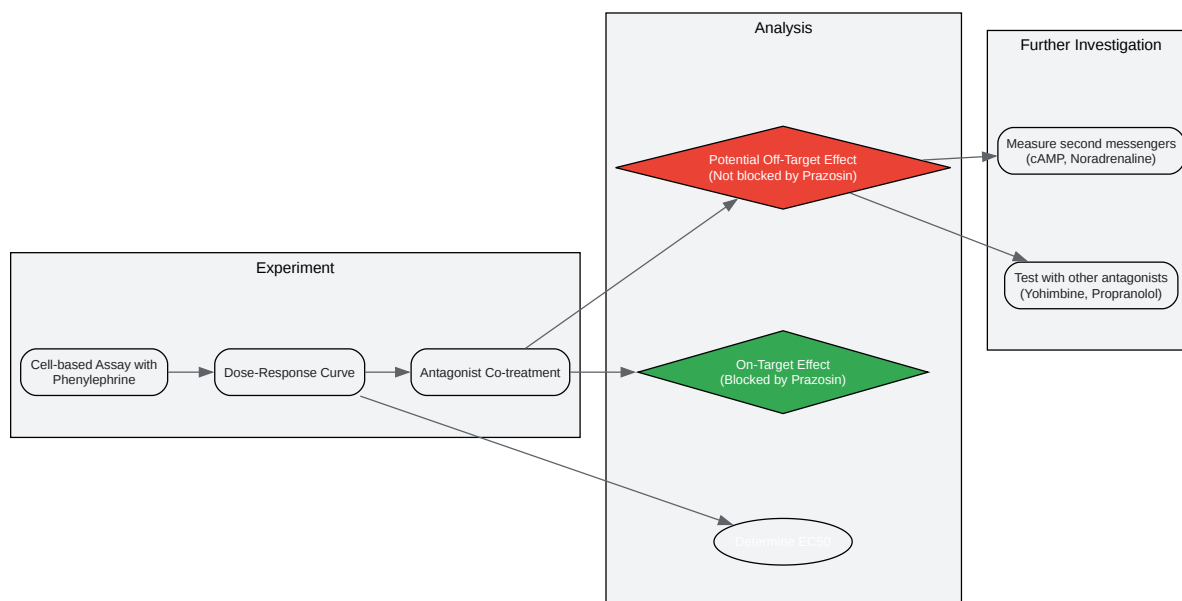 Experiment
Cell-based Assay with
Phenylephrine
Dose-Response Curve
Antagonist Co-treatment
Analysis
Potential Off-Target Effect
(Not blocked by Prazosin)
On-Target Effect
(Blocked by Prazosin)
Determine EC50
Further Investigation
Measure second messengers
(cAMP, Noradrenaline)
Test with other antagonists
(Yohimbine, Propranolol)